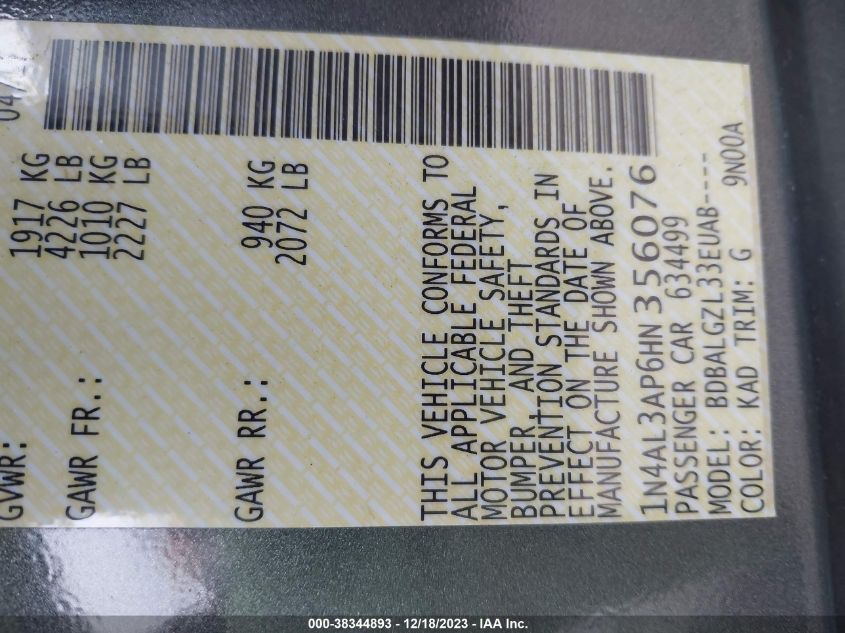 04
GVWR: 1917 KG
4226 LB
GAWR FR.: 1010 KG
2227 LB
GAWR RR.: 940 KG
2072 LB
THIS VEHICLE CONFORMS TO
ALL APPLICABLE FEDERAL
MOTOR VEHICLE SAFETY,
BUMPER, AND THEFT
PREVENTION STANDARDS IN
EFFECT ON THE DATE OF
MANUFACTURE SHOWN ABOVE.
1N4AL3AP6HN356076
PASSENGER CAR 634499
MODEL: BDBALGZL33EUAB----
COLOR: KAD TRIM: G 9N00A
000-38344893 - 12/18/2023 - IAA Inc.